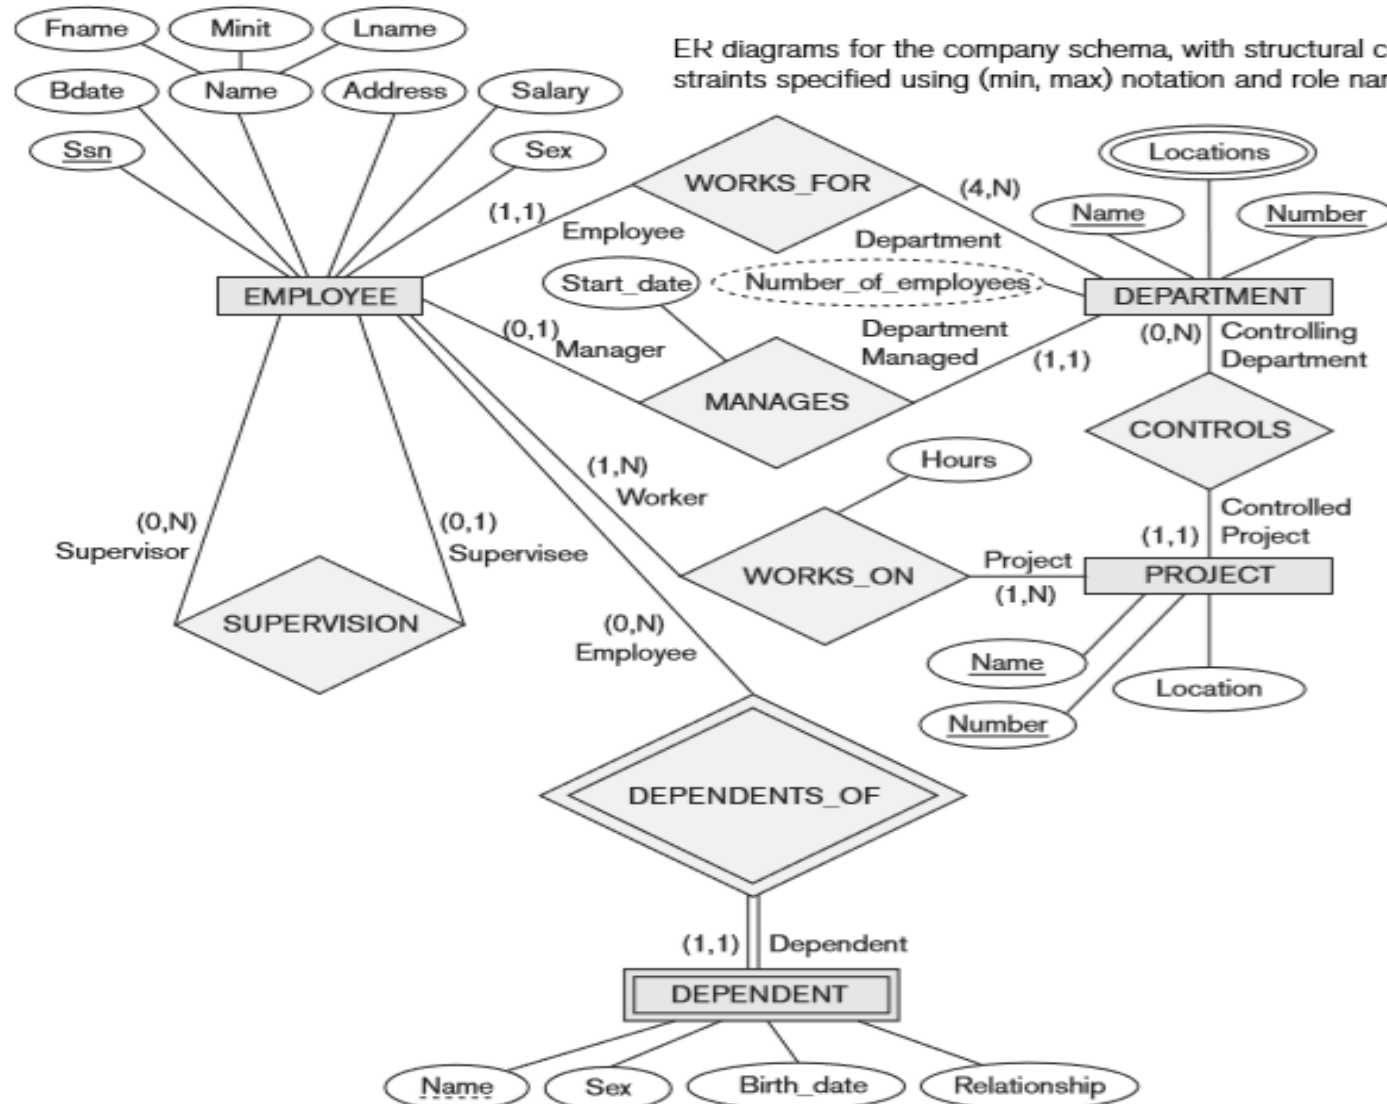 Fname Minit Lname
ER diagrams for the company schema, with structural c
straints specified using (min, max) notation and role nar
Bdate Name Address Salary
Ssn Sex
Locations
WORKS_FOR
(4,N)
Name Number
(1,1)
Employee
Department
Start_date Number_of_employees
EMPLOYEE DEPARTMENT
(0,1)
Manager
Department
Managed
(1,1)
(0,N) Controlling
Department
MANAGES
CONTROLS
Hours
(1,N)
Worker
(0,N)
Supervisor
(0,1)
Supervisee
Controlled
(1,1) Project
Project
(1,N)
WORKS_ON PROJECT
SUPERVISION
(0,N)
Employee
Name
Location
Number
DEPENDENTS_OF
(1,1) Dependent
DEPENDENT
Name Sex Birth_date Relationship